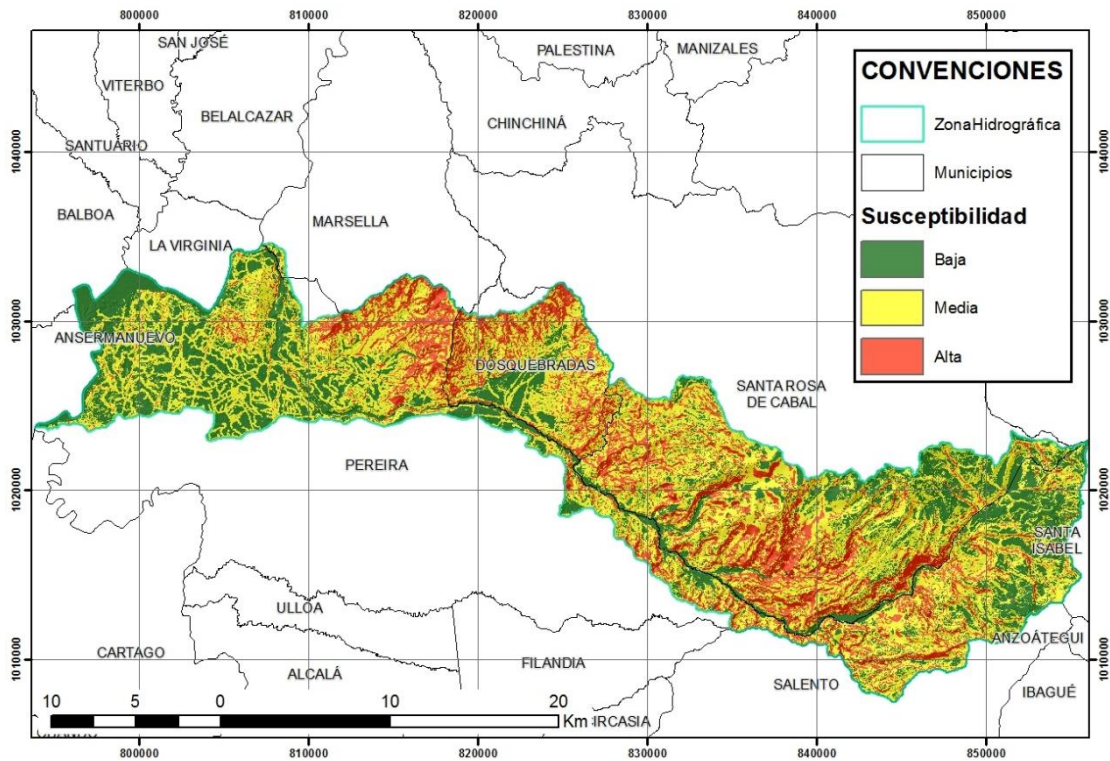 800000 810000 820000 830000 840000 850000
SAN JOSÉ
PALESTINA
MANIZALES
VITERBO
BELALCAZAR
CHINCHINÁ
SANTUÁRIO
BALBOA
MARSELLA
LA VIRGINIA
ANSERMANUEVO
DOSQUEBRADAS
SANTA ROSA
DE CABAL
PEREIRA
SANTA
ISABEL
ULLOA
ANZOÁTEGUI
CARTAGO
ALCALÁ
FILANDIA
SALENTO
IBAGUÉ
IRCASIA
CONVENCIONES
ZonaHidrográfica
Municipios
Susceptibilidad
Baja
Media
Alta
1040000
1030000
1020000
1010000
1040000
1030000
1020000
1010000
10 5 0 10 20
Km
800000 810000 820000 830000 840000 850000